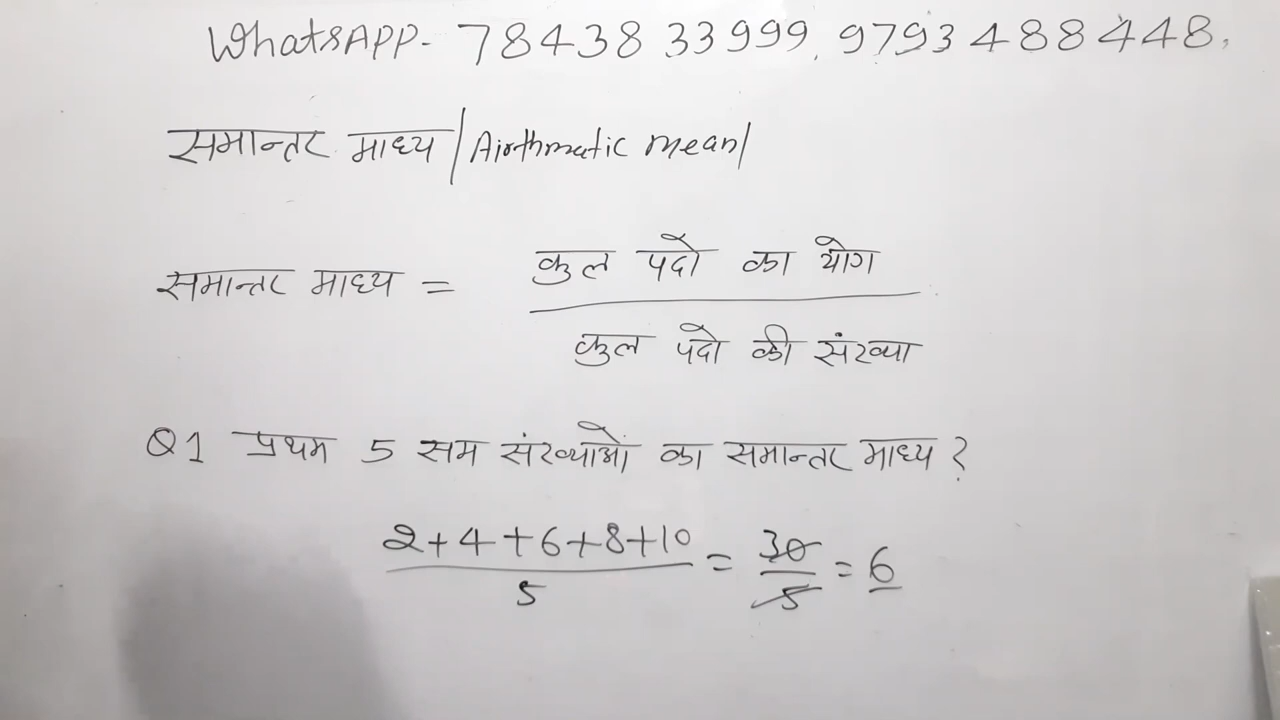 WhatsAPP- 7843833999, 9793488448,
समान्तर माध्य / Airthmatic mean/
समान्तर माध्य = कुल पदो का योग
कुल पदो की संख्या
Q1 प्रथम 5 सम संख्याओ का समान्तर माध्य ?
2+4+6+8+10 = 30 = 6
5 5